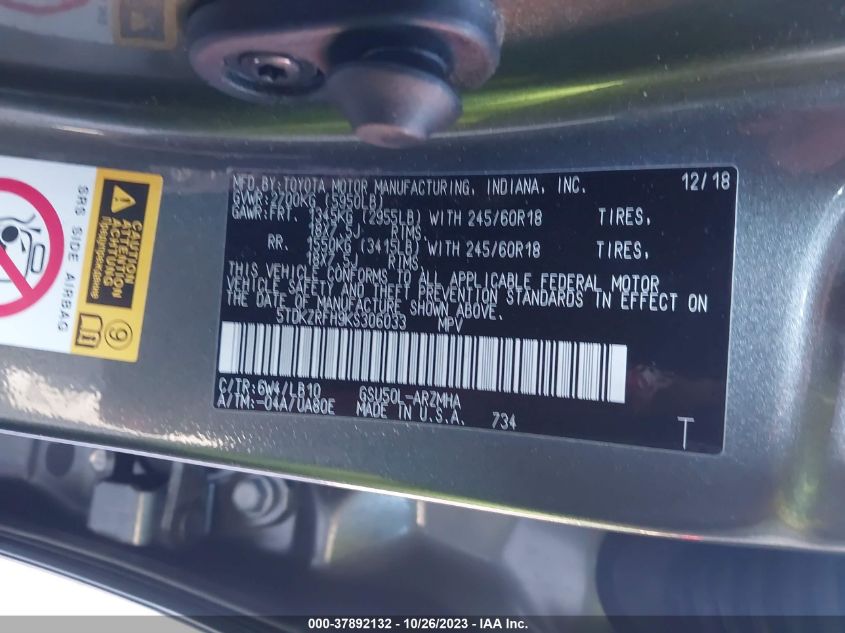 MFD.BY:TOYOTA MOTOR MANUFACTURING, INDIANA, INC. 12/18
GVWR:2700KG (5950LB)
GAWR:FRT. 1345KG (2955LB) WITH 245/60R18 TIRES,
18X7.5J RIMS
RR. 1550KG (3415LB) WITH 245/60R18 TIRES,
18X7.5J RIMS
THIS VEHICLE CONFORMS TO ALL APPLICABLE FEDERAL MOTOR
VEHICLE SAFETY AND THEFT PREVENTION STANDARDS IN EFFECT ON
THE DATE OF MANUFACTURE SHOWN ABOVE.
5TDKZRFH9KS306033 MPV
C/TR:6W4/LB10 GSU50L-ARZMHA
A/TM:-04A/UA80E MADE IN U.S.A. 734
T
SRS SIDE AIRBAG
CAUTION
ATTENTION
ACHTUNG
Предупреждение
9
000-37892132 - 10/26/2023 - IAA Inc.